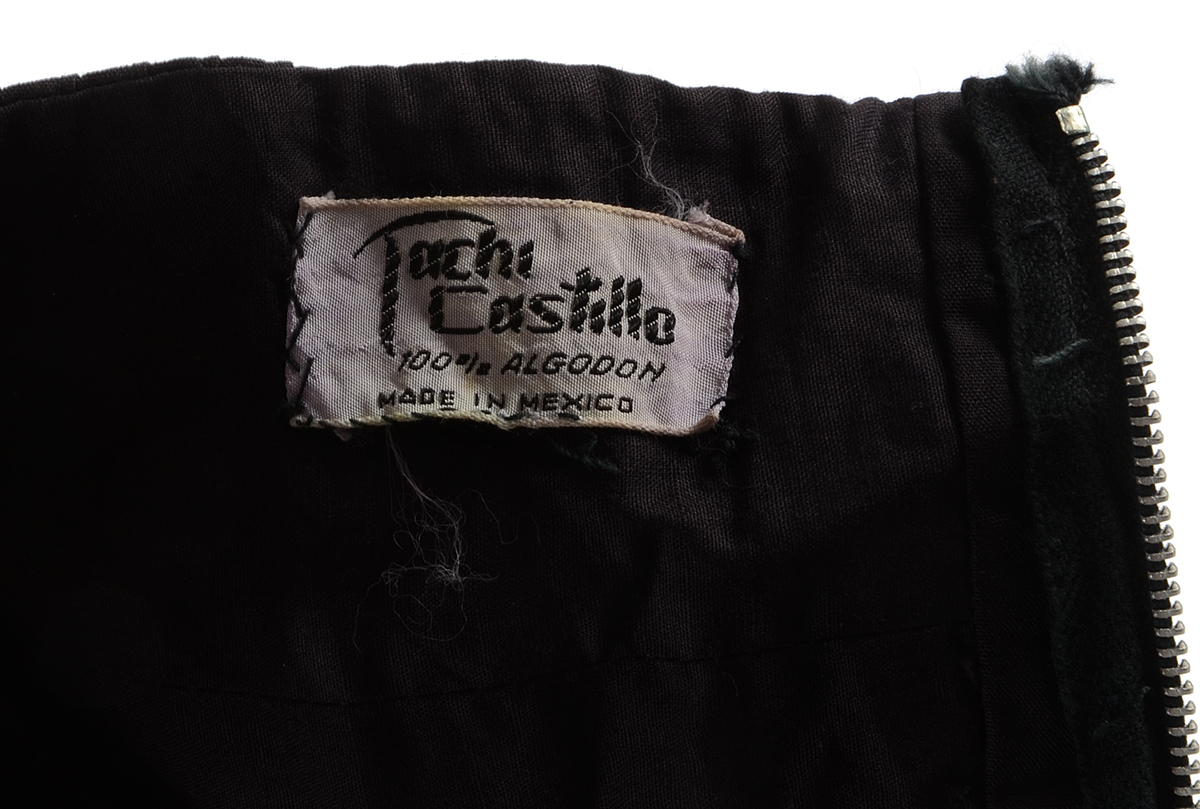 Tachi
Castillo
100% ALGODON
MADE IN MEXICO